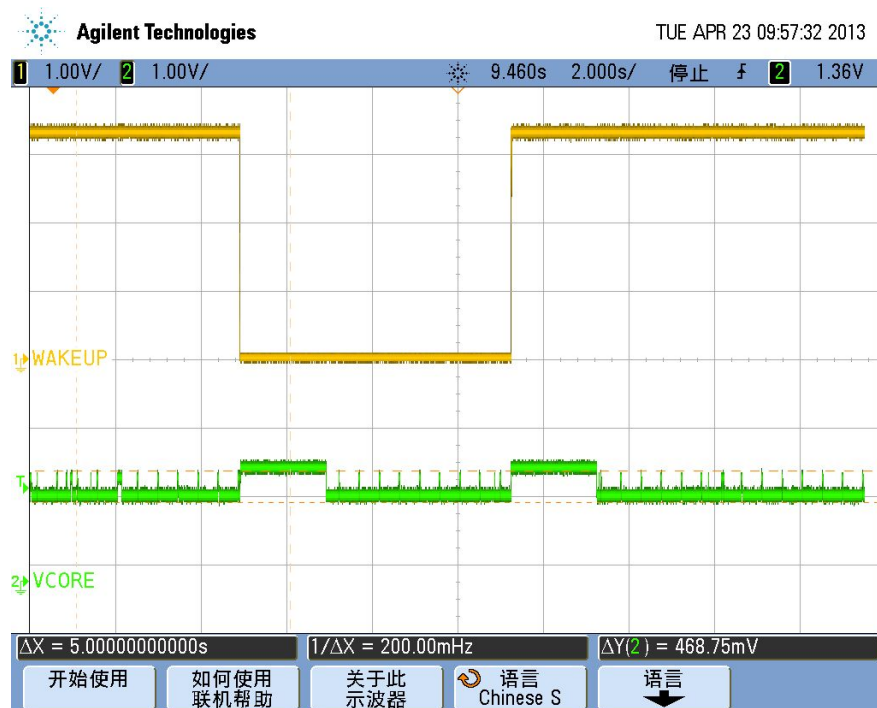 Agilent Technologies TUE APR 23 09:57:32 2013
1 1.00V/ 2 1.00V/ 9.460s 2.000s/ 停止 2 1.36V
1 WAKEUP
T
2 VCORE
ΔX = 5.00000000000s 1/ΔX = 200.00mHz ΔY(2) = 468.75mV
开始使用 如何使用 关于此 语言 语言
联机帮助 示波器 Chinese S